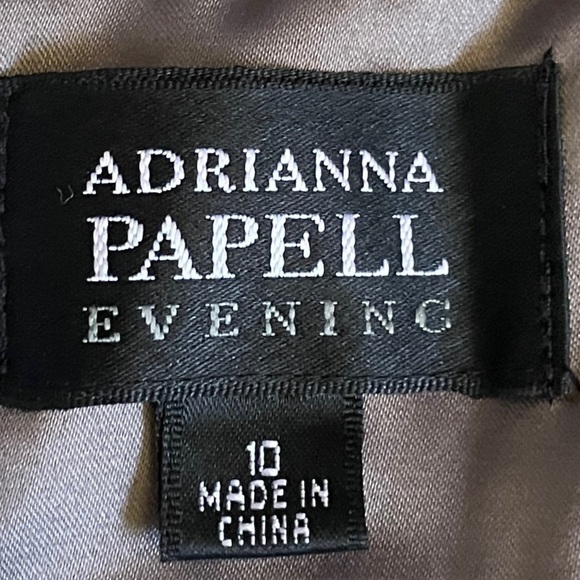 ADRIANNA
PAPELL
EVENING
10
MADE IN
CHINA